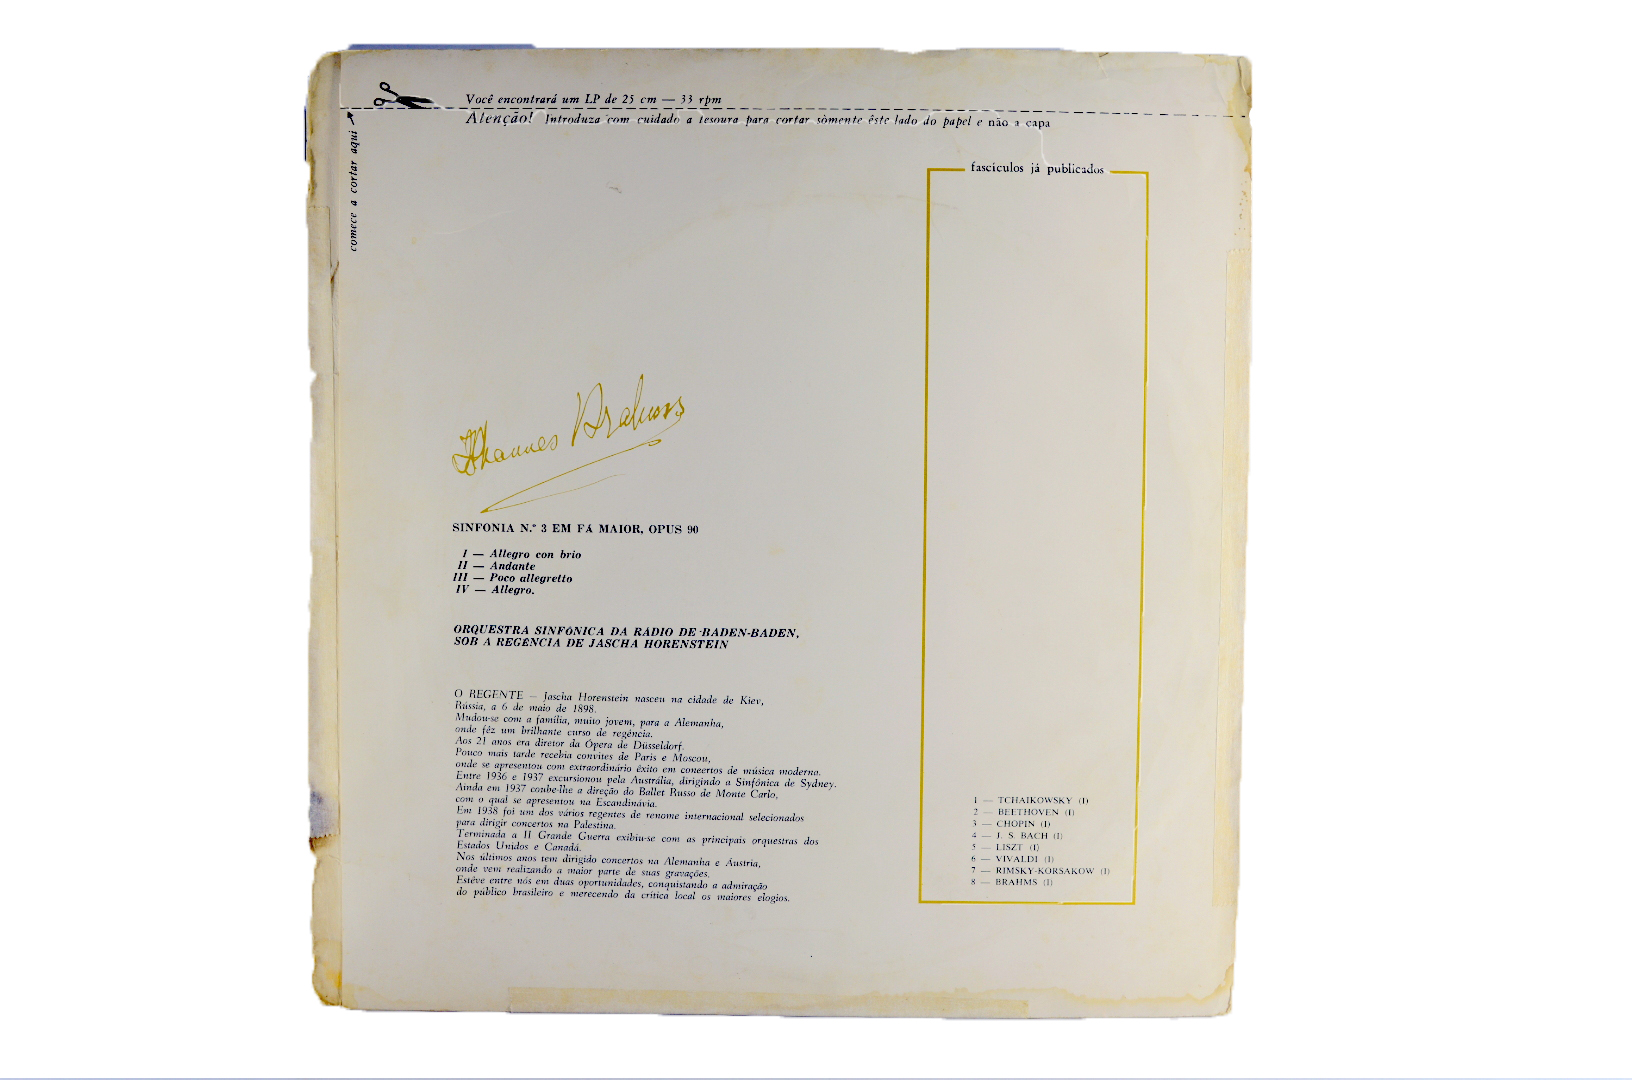 Você encontrará um LP de 25 cm — 33 rpm
Atenção! Introduza com cuidado a tesoura para cortar sòmente êste lado do papel e não a capa
comece a cortar aqui
fascículos já publicados
Johannes Brahms
SINFONIA N.º 3 EM FÁ MAIOR, OPUS 90
I — Allegro con brio
II — Andante
III — Poco allegretto
IV — Allegro.
ORQUESTRA SINFÔNICA DA RÁDIO DE BADEN-BADEN,
SOB A REGÊNCIA DE JASCHA HORENSTEIN
O REGENTE — Jascha Horenstein nasceu na cidade de Kiev,
Rússia, a 6 de maio de 1898.
Mudou-se com a família, muito jovem, para a Alemanha,
onde fêz um brilhante curso de regência.
Aos 21 anos era diretor da Ópera de Düsseldorf.
Pouco mais tarde recebia convites de Paris e Moscou,
onde se apresentou com extraordinário êxito em concertos de música moderna.
Entre 1936 e 1937 excursionou pela Austrália, dirigindo a Sinfônica de Sydney.
Ainda em 1937 coube-lhe a direção do Ballet Russo de Monte Carlo,
com o qual se apresentou na Escandinávia.
Em 1938 foi um dos vários regentes de renome internacional selecionados
para dirigir concertos na Palestina.
Terminada a II Grande Guerra exibiu-se com as principais orquestras dos
Estados Unidos e Canadá.
Nos últimos anos tem dirigido concertos na Alemanha e Áustria,
onde vem realizando a maior parte de suas gravações.
Estêve entre nós em duas oportunidades, conquistando a admiração
do público brasileiro e merecendo da crítica local os maiores elogios.
1 — TCHAIKOWSKY (I)
2 — BEETHOVEN (I)
3 — CHOPIN (I)
4 — J. S. BACH (I)
5 — LISZT (I)
6 — VIVALDI (I)
7 — RIMSKY-KORSAKOW (I)
8 — BRAHMS (I)